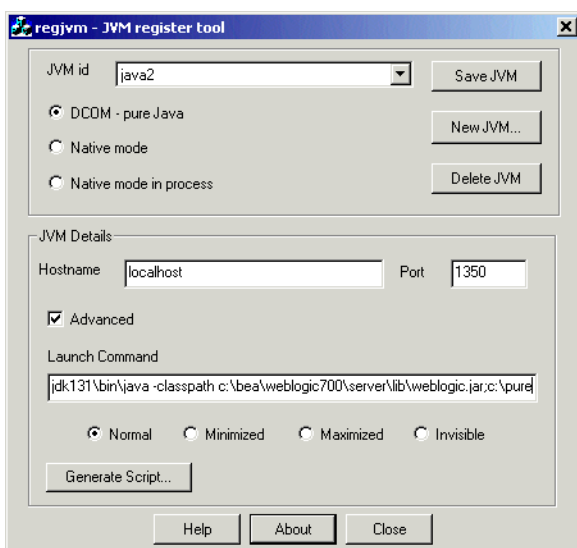 regjvm - JVM register tool
JVM id java2 Save JVM
DCOM - pure Java
New JVM...
Native mode
Native mode in process Delete JVM
JVM Details
Hostname localhost Port 1350
Advanced
Launch Command
jdk131\bin\java -classpath c:\bea\weblogic700\server\lib\weblogic.jar;c:\pure
Normal Minimized Maximized Invisible
Generate Script...
Help About Close